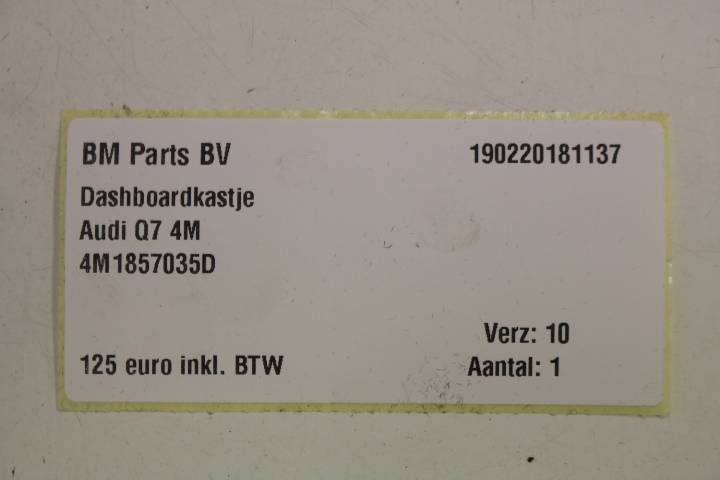 BM Parts BV 190220181137
Dashboardkastje
Audi Q7 4M
4M1857035D
Verz: 10
125 euro inkl. BTW Aantal: 1